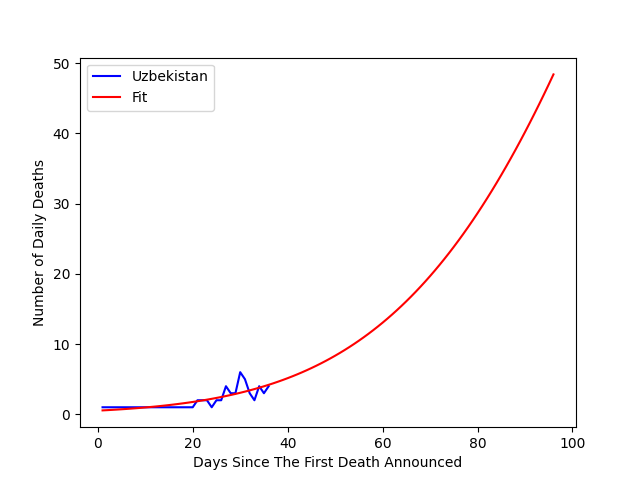 Uzbekistan
Fit
Number of Daily Deaths
50
40
30
20
10
0
0 20 40 60 80 100
Days Since The First Death Announced